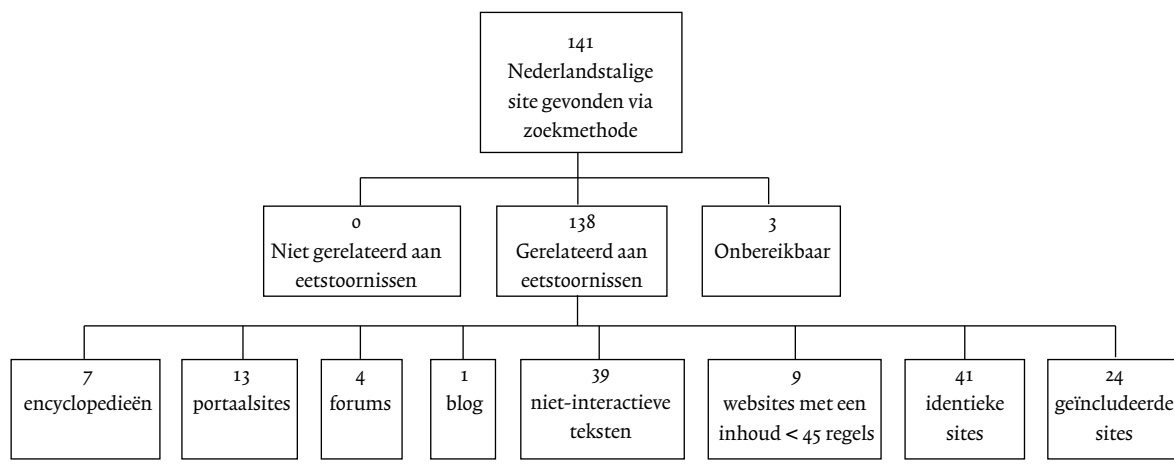 141
Nederlandstalige
site gevonden via
zoekmethode
0
Niet gerelateerd aan
eetstoornissen
138
Gerelateerd aan
eetstoornissen
3
Onbereikbaar
7
encyclopedieën
13
portaalsites
4
forums
1
blog
39
niet-interactieve
teksten
9
websites met een
inhoud < 45 regels
41
identieke
sites
24
geïncludeerde
sites